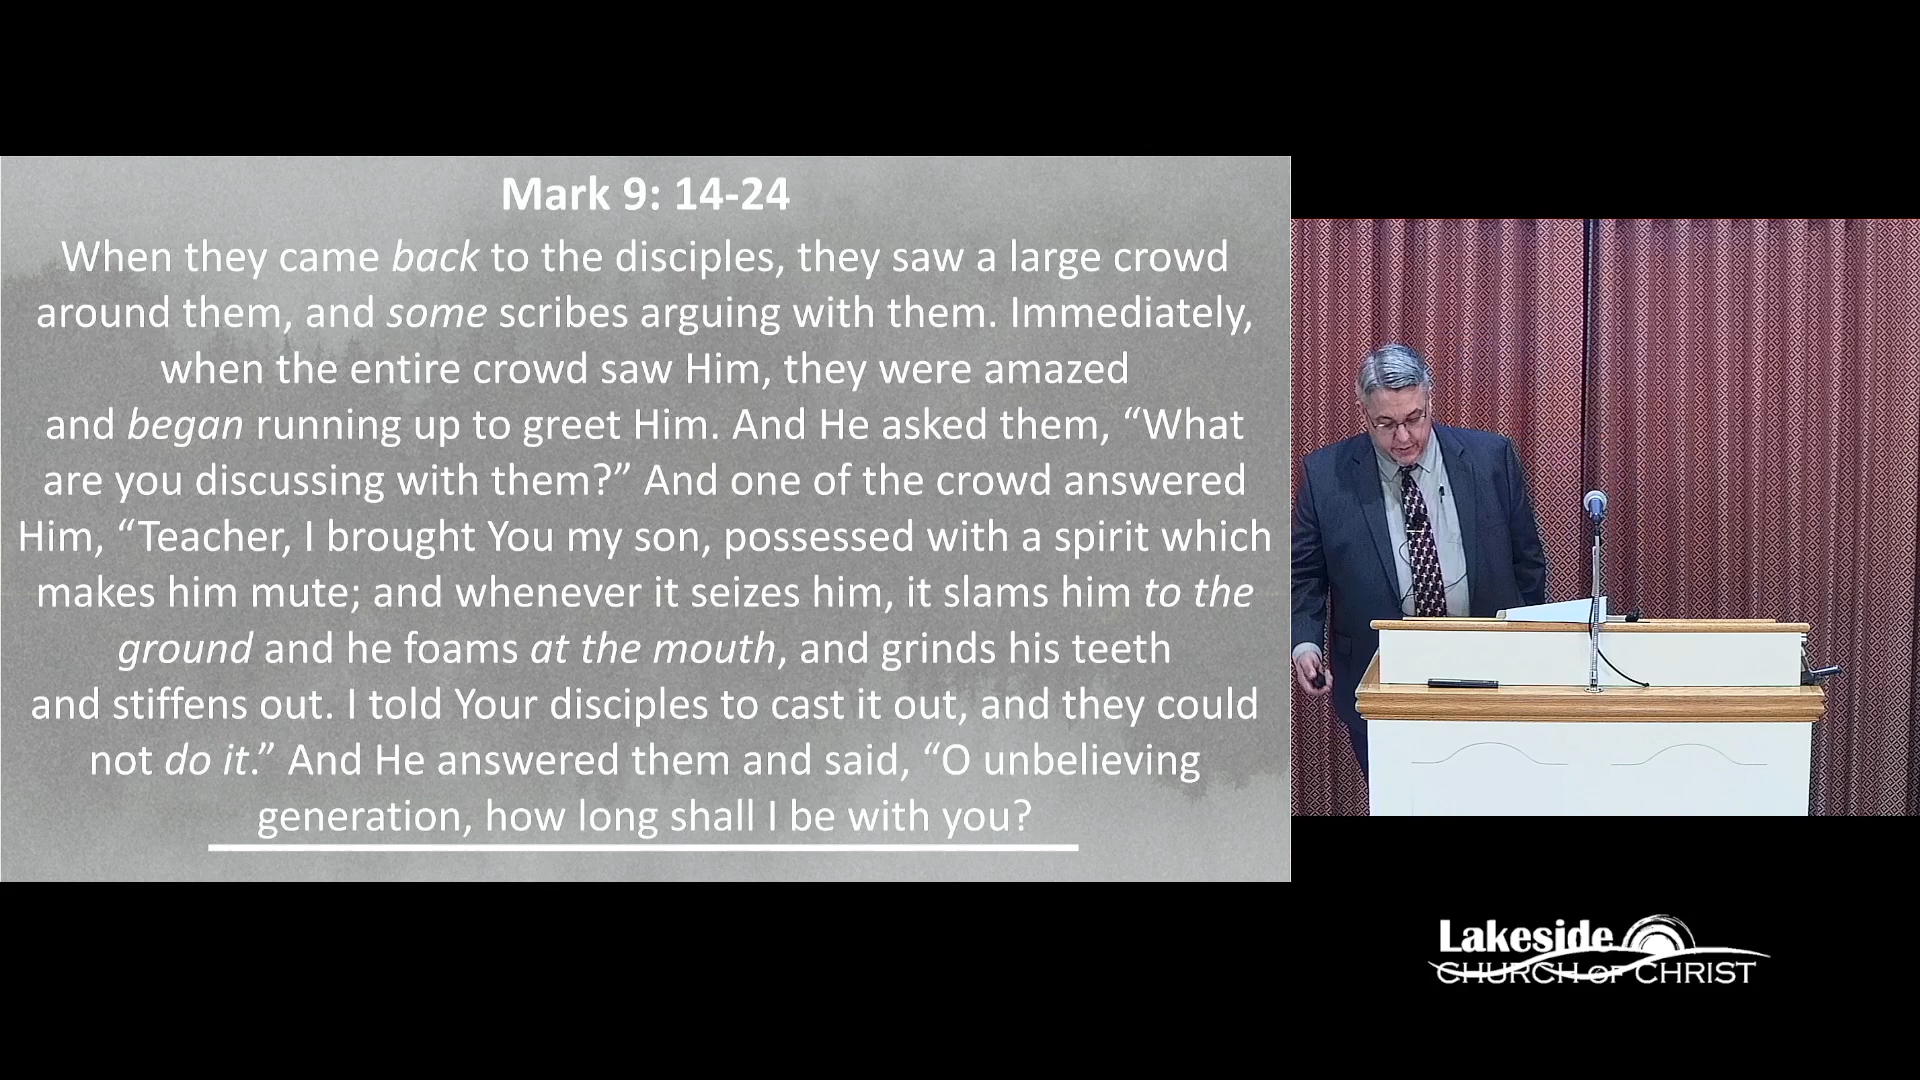 Mark 9: 14-24
When they came back to the disciples, they saw a large crowd
around them, and some scribes arguing with them. Immediately,
when the entire crowd saw Him, they were amazed
and began running up to greet Him. And He asked them, “What
are you discussing with them?” And one of the crowd answered
Him, “Teacher, I brought You my son, possessed with a spirit which
makes him mute; and whenever it seizes him, it slams him to the
ground and he foams at the mouth, and grinds his teeth
and stiffens out. I told Your disciples to cast it out, and they could
not do it.” And He answered them and said, “O unbelieving
generation, how long shall I be with you?
Lakeside
CHURCH OF CHRIST